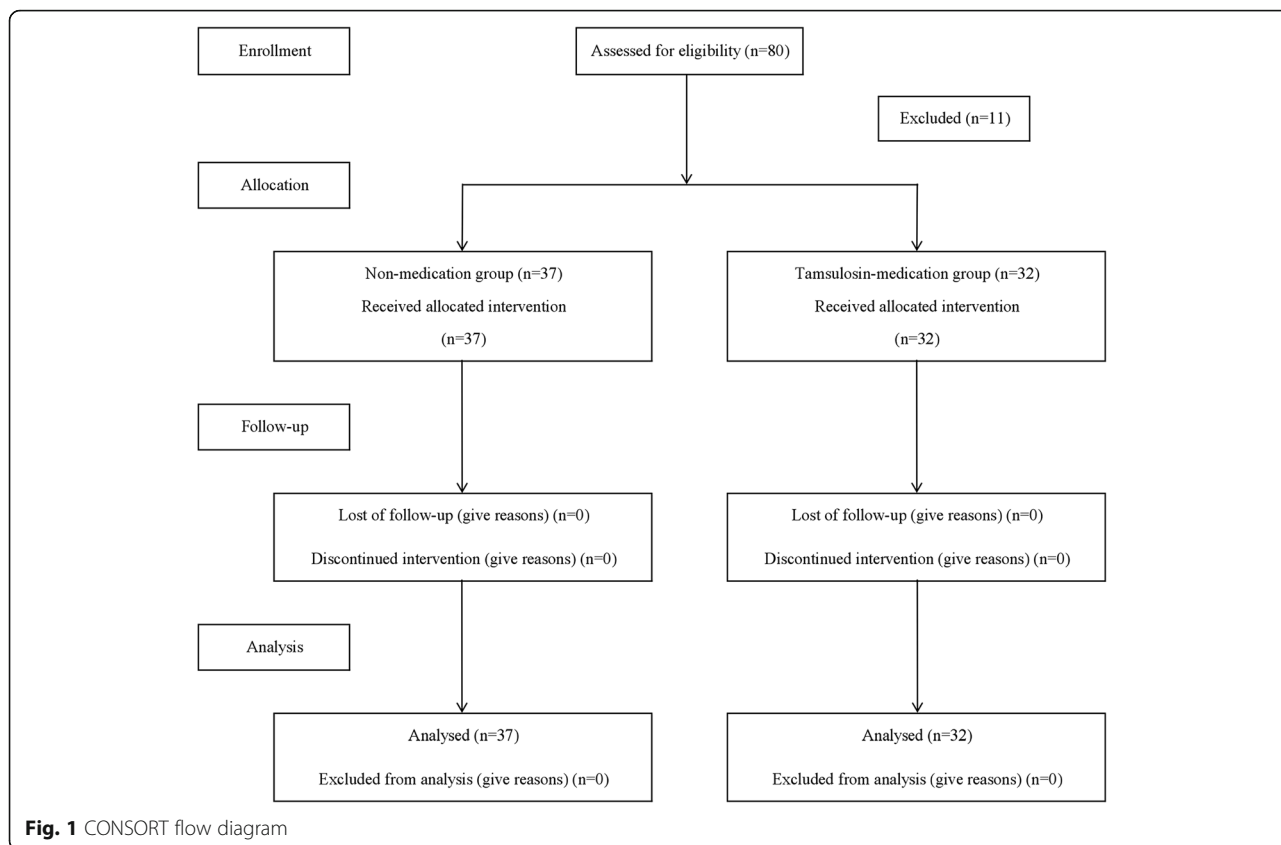 Enrollment
Assessed for eligibility (n=80)
Excluded (n=11)
Allocation
Non-medication group (n=37)
Received allocated intervention
(n=37)
Tamsulosin-medication group (n=32)
Received allocated intervention
(n=32)
Follow-up
Lost of follow-up (give reasons) (n=0)
Discontinued intervention (give reasons) (n=0)
Lost of follow-up (give reasons) (n=0)
Discontinued intervention (give reasons) (n=0)
Analysis
Analysed (n=37)
Excluded from analysis (give reasons) (n=0)
Analysed (n=32)
Excluded from analysis (give reasons) (n=0)
Fig. 1 CONSORT flow diagram